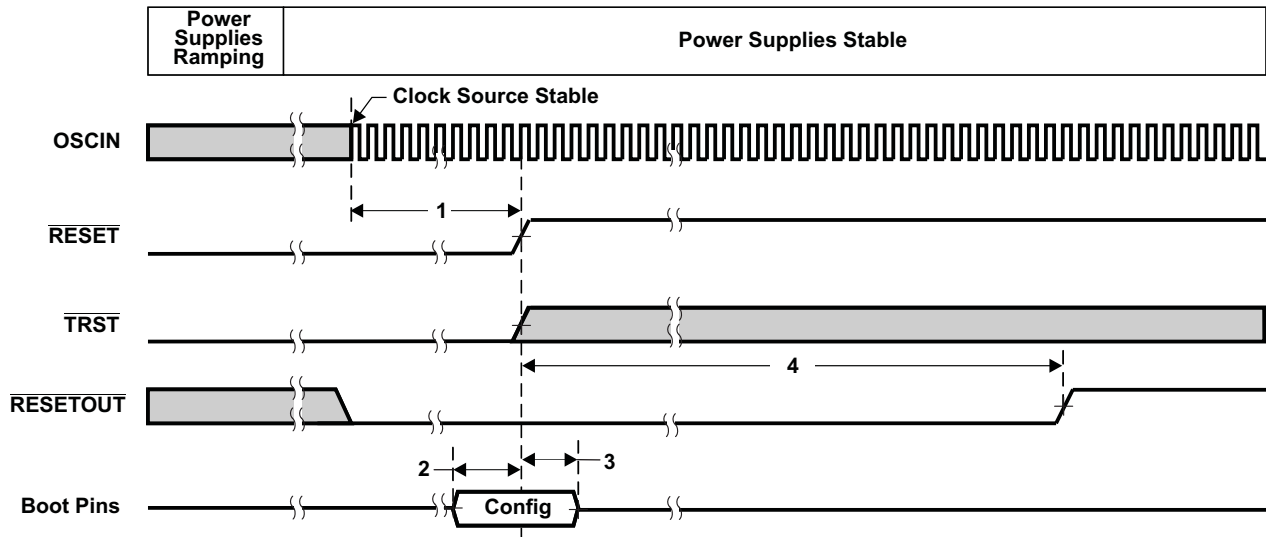 Power
Supplies
Ramping
Power Supplies Stable
Clock Source Stable
OSCIN
1
RESET
TRST
4
RESETOUT
2
3
Boot Pins
Config